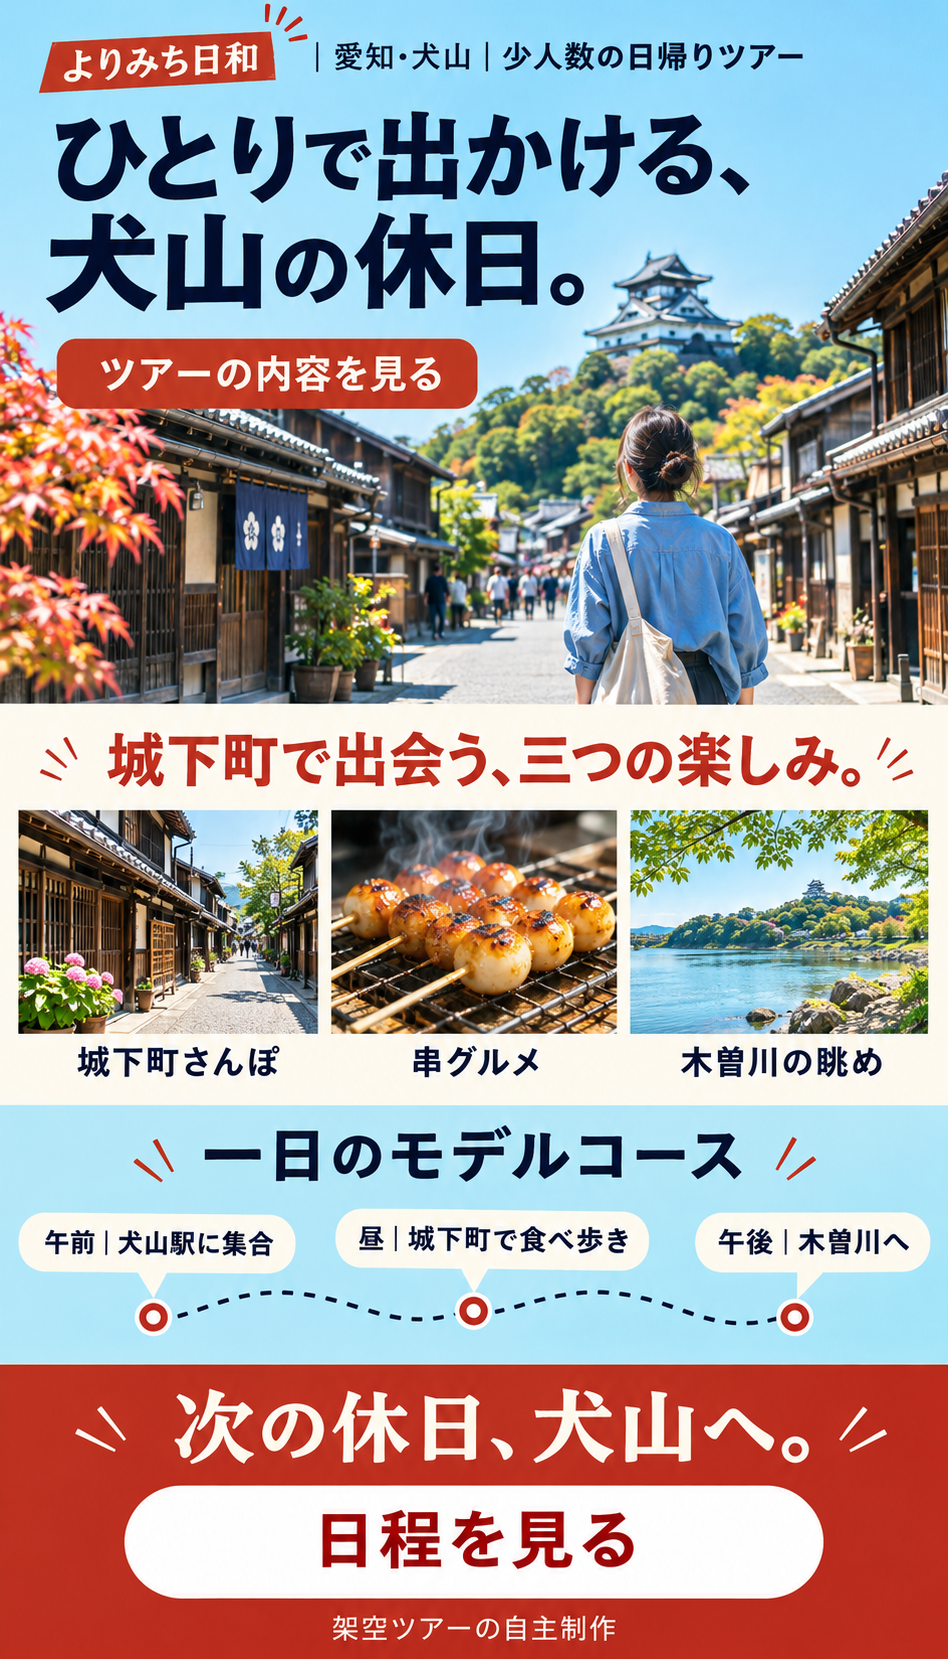 よりみち日和
｜愛知・犬山｜少人数の日帰りツアー
ひとりで出かける、
犬山の休日。
ツアーの内容を見る
城下町で出会う、三つの楽しみ。
城下町さんぽ
串グルメ
木曽川の眺め
一日のモデルコース
午前｜犬山駅に集合
昼｜城下町で食べ歩き
午後｜木曽川へ
次の休日、犬山へ。
日程を見る
架空ツアーの自主制作